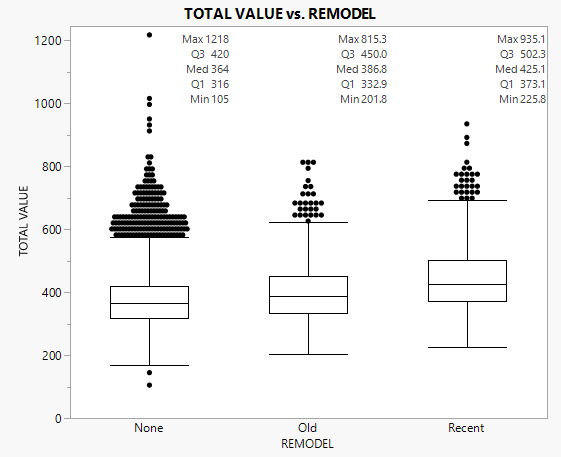 TOTAL VALUE vs. REMODEL
Max 1218
Q3 420
Med 364
Q1 316
Min 105
Max 815.3
Q3 450.0
Med 386.8
Q1 332.9
Min 201.8
Max 935.1
Q3 502.3
Med 425.1
Q1 373.1
Min 225.8
TOTAL VALUE
1200
1000
800
600
400
200
0
None Old Recent
REMODEL